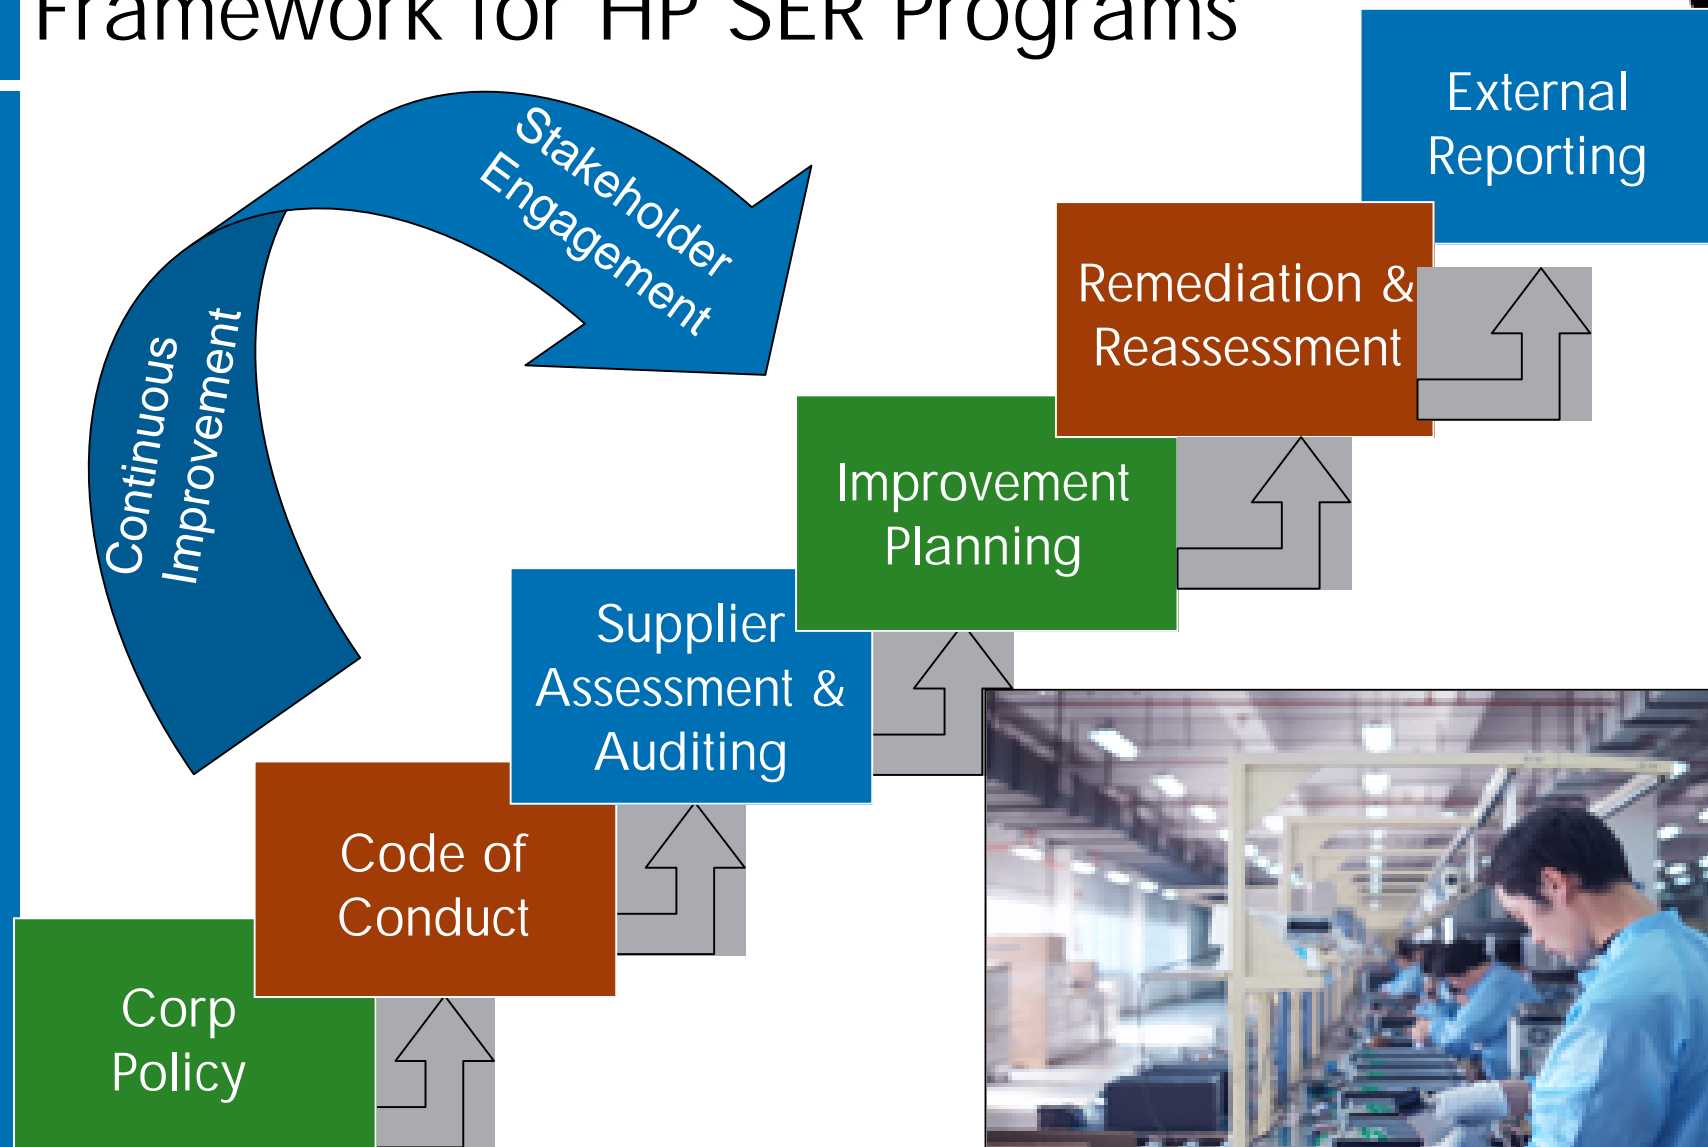 Framework for HP SER Programs
External
Reporting
Stakeholder
Engagement
Remediation &
Reassessment
Continuous
Improvement
Improvement
Planning
Supplier
Assessment &
Auditing
Code of
Conduct
Corp
Policy